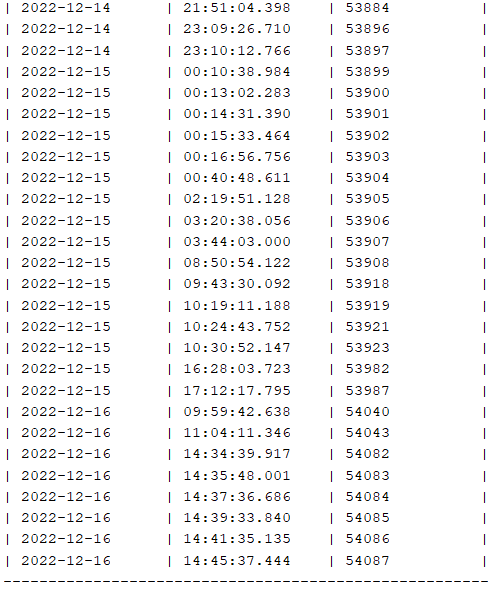 | 2022-12-14 | 21:51:04.398 | 53884 |
| 2022-12-14 | 23:09:26.710 | 53896 |
| 2022-12-14 | 23:10:12.766 | 53897 |
| 2022-12-15 | 00:10:38.984 | 53899 |
| 2022-12-15 | 00:13:02.283 | 53900 |
| 2022-12-15 | 00:14:31.390 | 53901 |
| 2022-12-15 | 00:15:33.464 | 53902 |
| 2022-12-15 | 00:16:56.756 | 53903 |
| 2022-12-15 | 00:40:48.611 | 53904 |
| 2022-12-15 | 02:19:51.128 | 53905 |
| 2022-12-15 | 03:20:38.056 | 53906 |
| 2022-12-15 | 03:44:03.000 | 53907 |
| 2022-12-15 | 08:50:54.122 | 53908 |
| 2022-12-15 | 09:43:30.092 | 53918 |
| 2022-12-15 | 10:19:11.188 | 53919 |
| 2022-12-15 | 10:24:43.752 | 53921 |
| 2022-12-15 | 10:30:52.147 | 53923 |
| 2022-12-15 | 16:28:03.723 | 53982 |
| 2022-12-15 | 17:12:17.795 | 53987 |
| 2022-12-16 | 09:59:42.638 | 54040 |
| 2022-12-16 | 11:04:11.346 | 54043 |
| 2022-12-16 | 14:34:39.917 | 54082 |
| 2022-12-16 | 14:35:48.001 | 54083 |
| 2022-12-16 | 14:37:36.686 | 54084 |
| 2022-12-16 | 14:39:33.840 | 54085 |
| 2022-12-16 | 14:41:35.135 | 54086 |
| 2022-12-16 | 14:45:37.444 | 54087 |
------------------------------------------------------